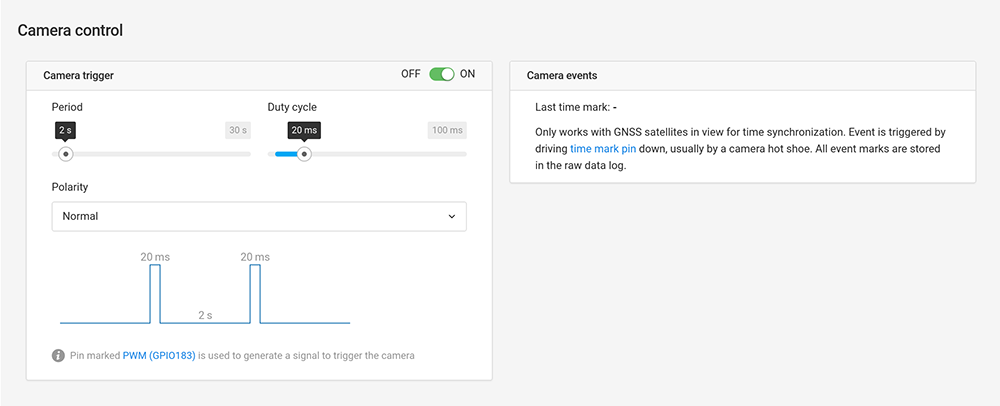 Camera control
Camera trigger
OFF
ON
Period
Duty cycle
2 s
30 s
20 ms
100 ms
Polarity
Normal
20 ms
20 ms
2 s
Pin marked PWM (GPIO183) is used to generate a signal to trigger the camera
Camera events
Last time mark: -
Only works with GNSS satellites in view for time synchronization. Event is triggered by
driving time mark pin down, usually by a camera hot shoe. All event marks are stored
in the raw data log.